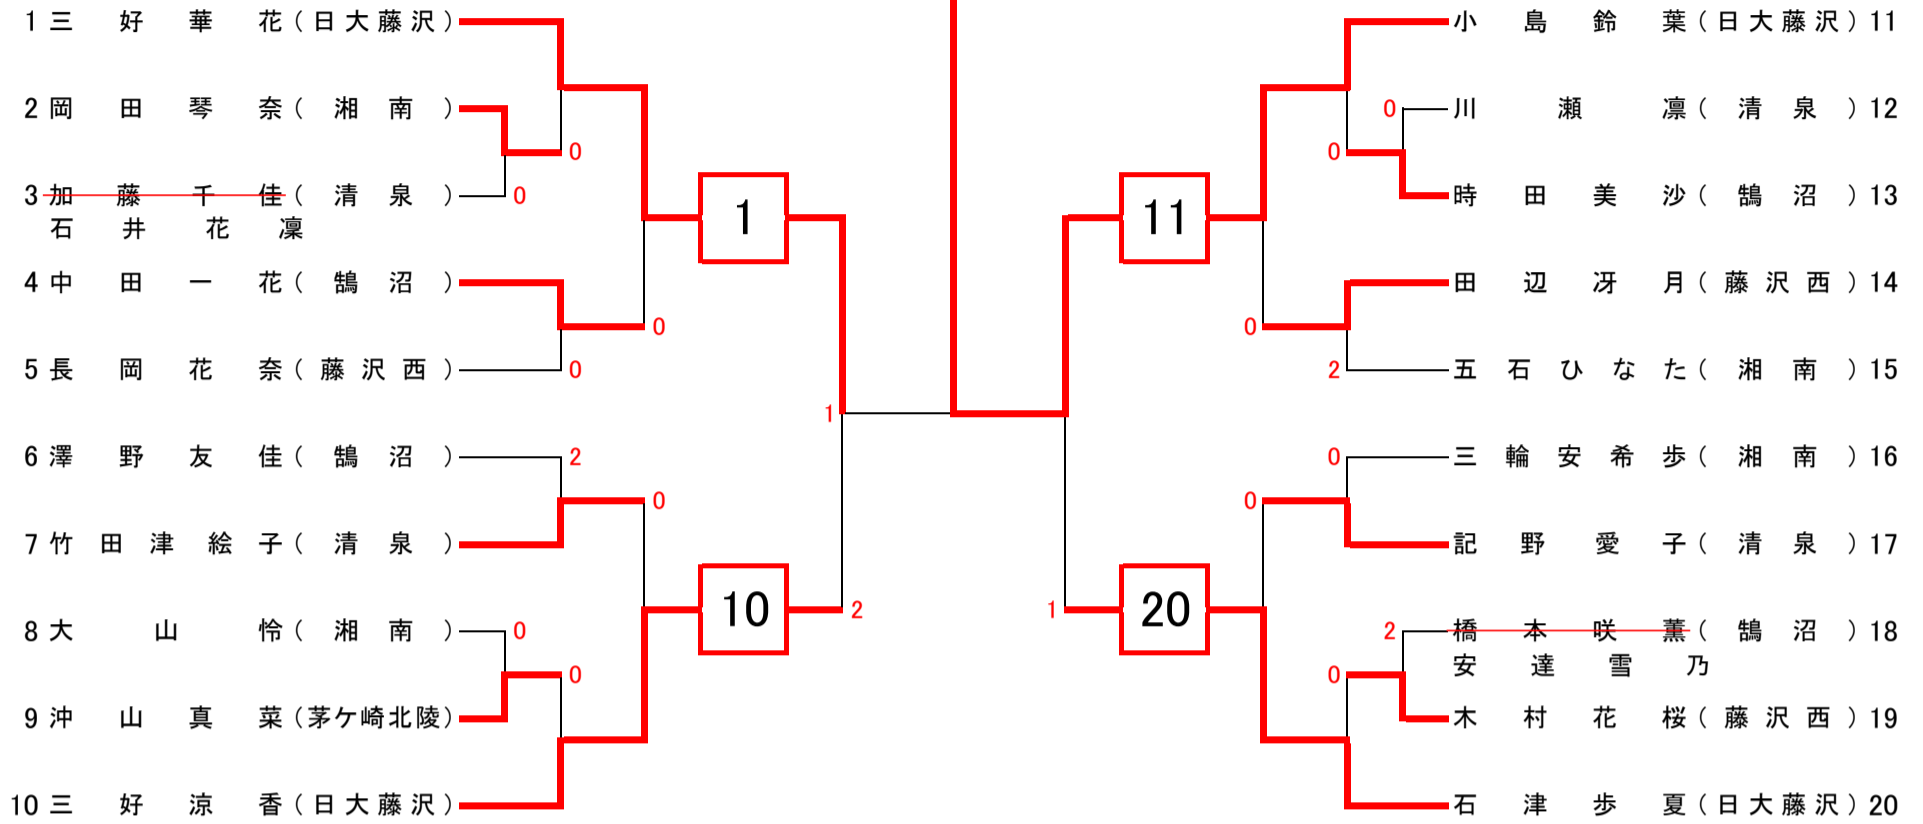 1 三好華花(日大藤沢)
2 岡田琴奈(湘南)
0
3 加藤千佳(清泉)
0
石井花凜
1
4 中田一花(鵠沼)
0
5 長岡花奈(藤沢西)
0
1
6 澤野友佳(鵠沼)
2
0
7 竹田津絵子(清泉)
10
2
8 大山怜(湘南)
0
0
9 沖山真菜(茅ケ崎北陵)
10 三好涼香(日大藤沢)
小島鈴葉(日大藤沢) 11
0
川瀬凛(清泉) 12
0
時田美沙(鵠沼) 13
11
田辺冴月(藤沢西) 14
0
2
五石ひなた(湘南) 15
0
三輪安希歩(湘南) 16
0
記野愛子(清泉) 17
1
20
2
橋本咲薫(鵠沼) 18
安達雪乃
0
木村花桜(藤沢西) 19
石津歩夏(日大藤沢) 20